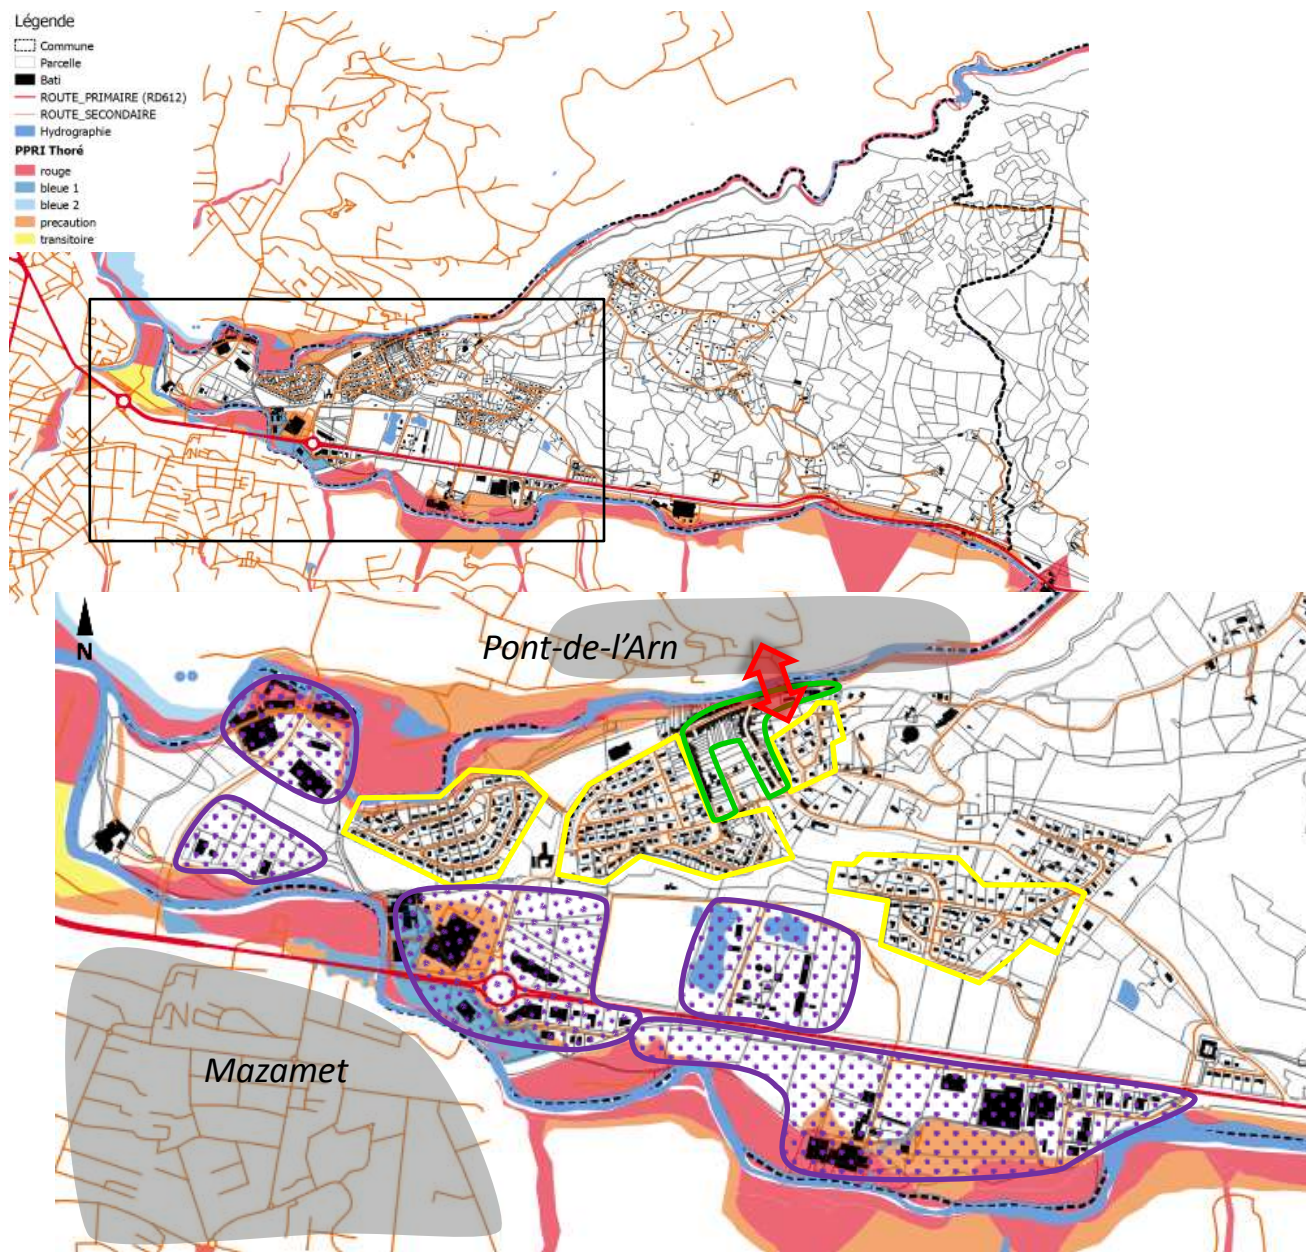 Légende
Commune
Parcelle
Bati
ROUTE_PRIMAIRE (RD612)
ROUTE_SECONDAIRE
Hydrographie
PPRI Thoré
rouge
bleue 1
bleue 2
precaution
transitoire
N
Pont-de-l'Arn
Mazamet